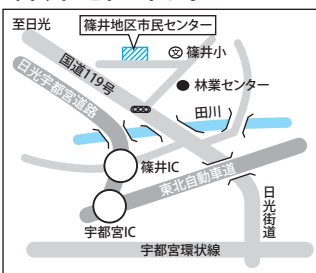 至日光
篠井地区市民センター
国道119号
篠井小
日光宇都宮道路
林業センター
田川
篠井IC
東北自動車道
宇都宮IC
日光街道
宇都宮環状線